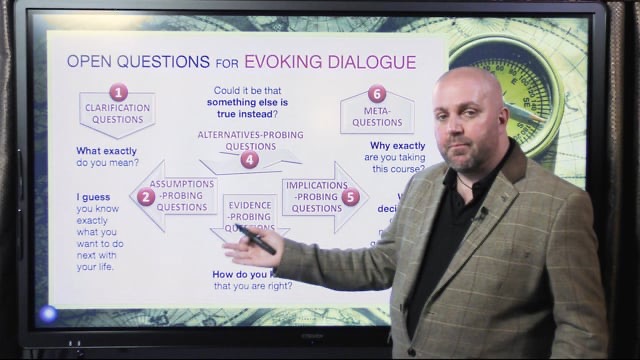 OPEN QUESTIONS FOR EVOKING DIALOGUE
1
CLARIFICATION
QUESTIONS
What exactly
do you mean?
Could it be that
something else is
true instead?
ALTERNATIVES-PROBING
QUESTIONS
4
6
META-
QUESTIONS
Why exactly
are you taking
this course?
2
ASSUMPTIONS
-PROBING
QUESTIONS
I guess
you know
exactly
what you
want to do
next with
your life.
EVIDENCE
-PROBING
How do you
that you are right?
IMPLICATIONS
-PROBING
QUESTIONS
5